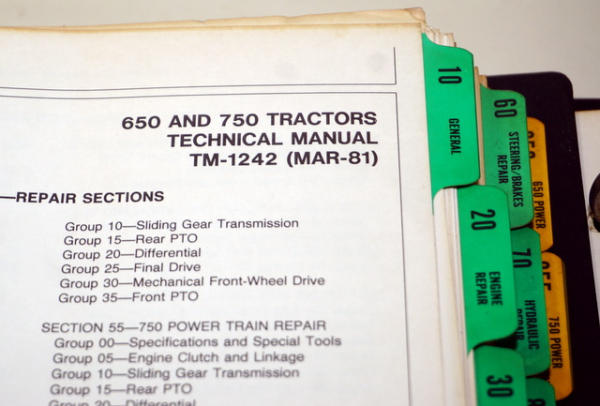 650 AND 750 TRACTORS
TECHNICAL MANUAL
TM-1242 (MAR-81)
—REPAIR SECTIONS
Group 10—Sliding Gear Transmission
Group 15—Rear PTO
Group 20—Differential
Group 25—Final Drive
Group 30—Mechanical Front-Wheel Drive
Group 35—Front PTO
SECTION 55—750 POWER TRAIN REPAIR
Group 00—Specifications and Special Tools
Group 05—Engine Clutch and Linkage
Group 10—Sliding Gear Transmission
Group 15—Rear PTO
Group 20—Differential
10
GENERAL
20
ENGINE
REPAIR
30
60
STEERING/BRAKES
REPAIR
70
HYDRAULIC
REPAIR
650 POWER
750 POWER